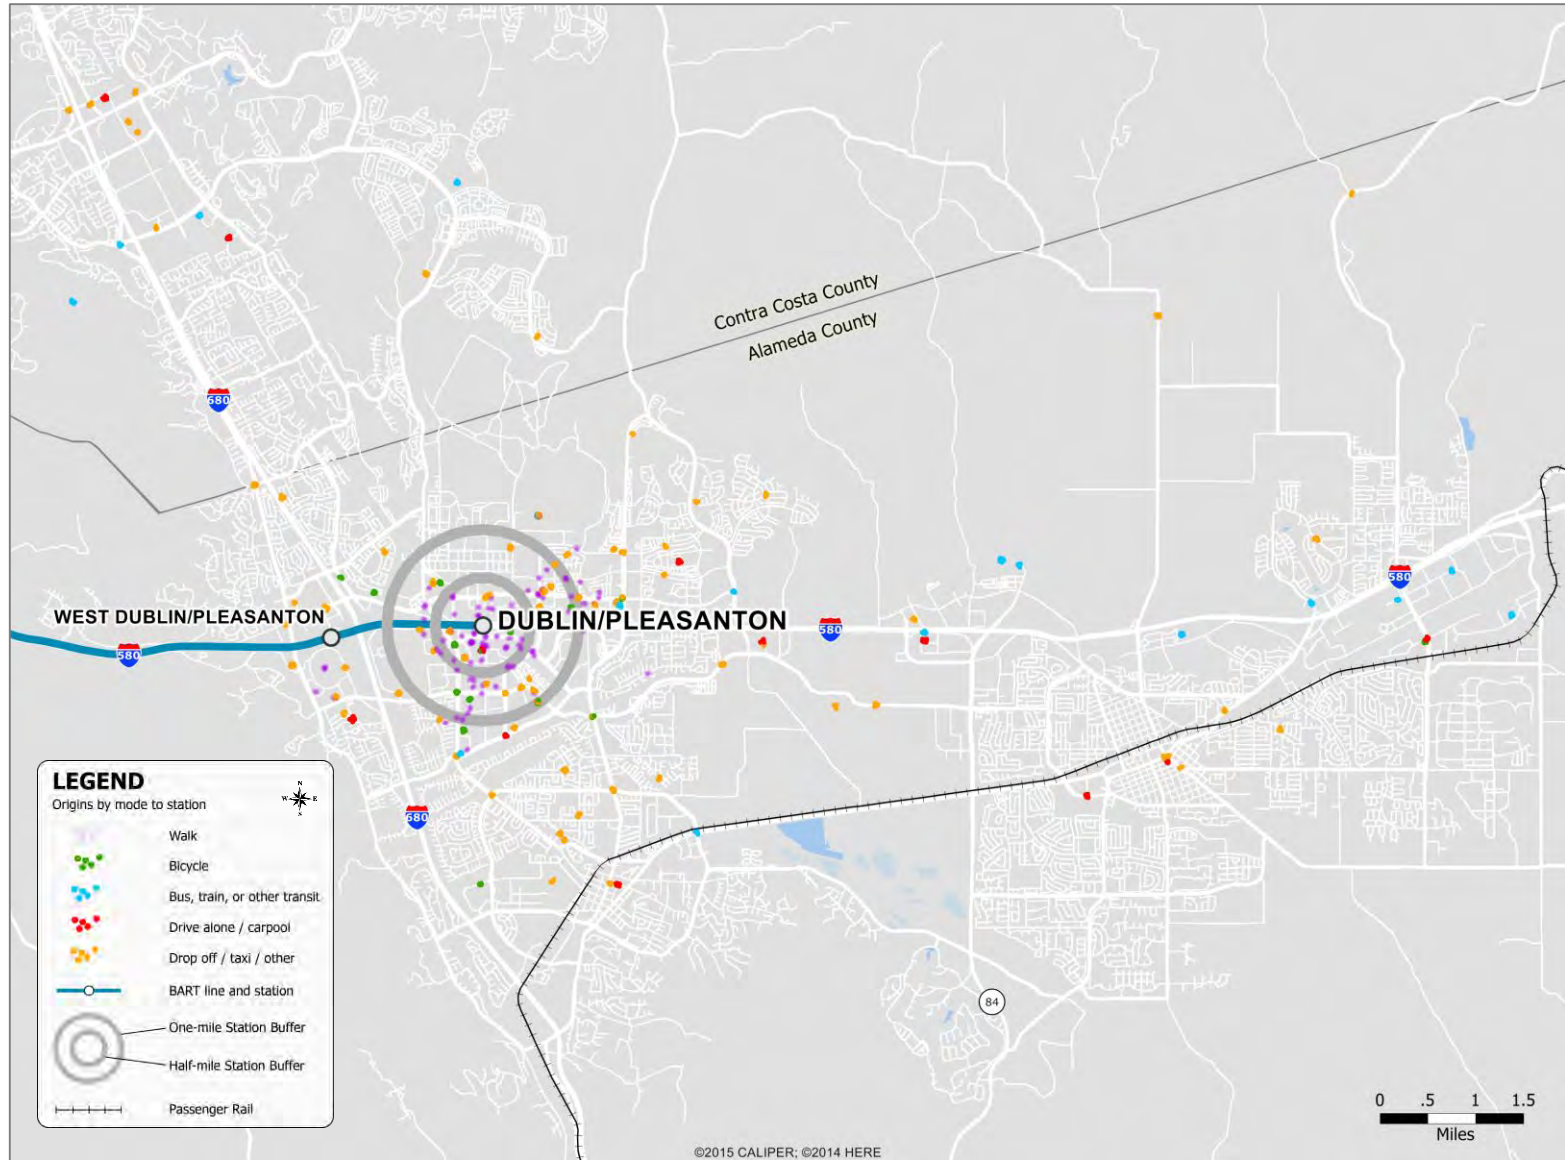 Contra Costa County
Alameda County
680
WEST DUBLIN/PLEASANTON
DUBLIN/PLEASANTON
580
580
580
680
84
LEGEND
Origins by mode to station
N
W
E
S
Walk
Bicycle
Bus, train, or other transit
Drive alone / carpool
Drop off / taxi / other
BART line and station
One-mile Station Buffer
Half-mile Station Buffer
Passenger Rail
0 .5 1 1.5
Miles
©2015 CALIPER; ©2014 HERE